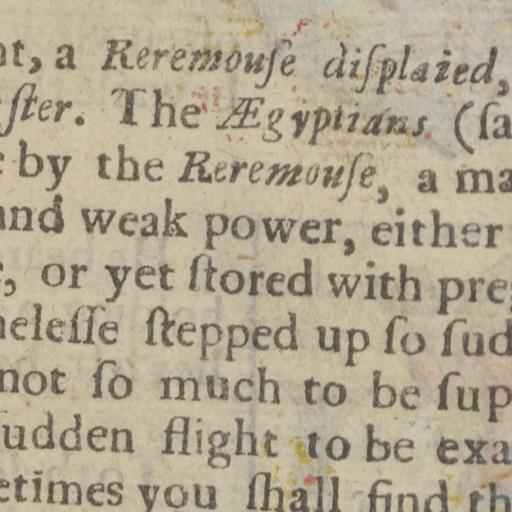 nt, a Reremouſe diſplaied,
ſter. The Ægyptians (ſa
by the Reremouſe, a ma
and weak power, either
, or yet ſtored with pre
heleſſe ſtepped up ſo ſud
not ſo much to be ſup
ſudden flight to be exa
etimes you ſhall find th